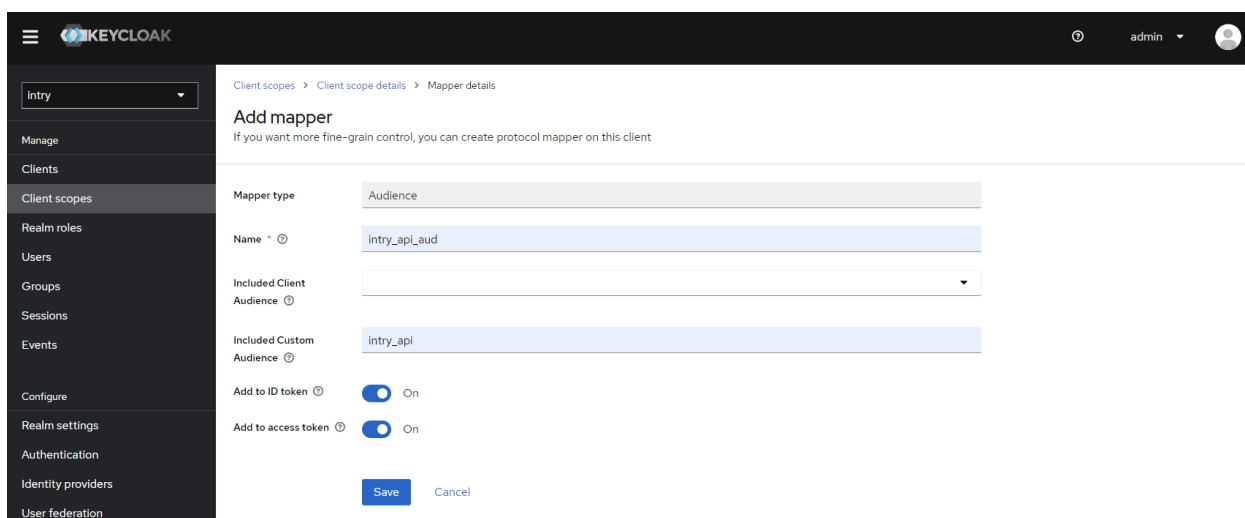 KEYCLOAK
admin
intry
Manage
Clients
Client scopes
Realm roles
Users
Groups
Sessions
Events
Configure
Realm settings
Authentication
Identity providers
User federation
Client scopes > Client scope details > Mapper details
Add mapper
If you want more fine-grain control, you can create protocol mapper on this client
Mapper type Audience
Name * intry_api_aud
Included Client
Audience
Included Custom
Audience
intry_api
Add to ID token On
Add to access token On
Save Cancel